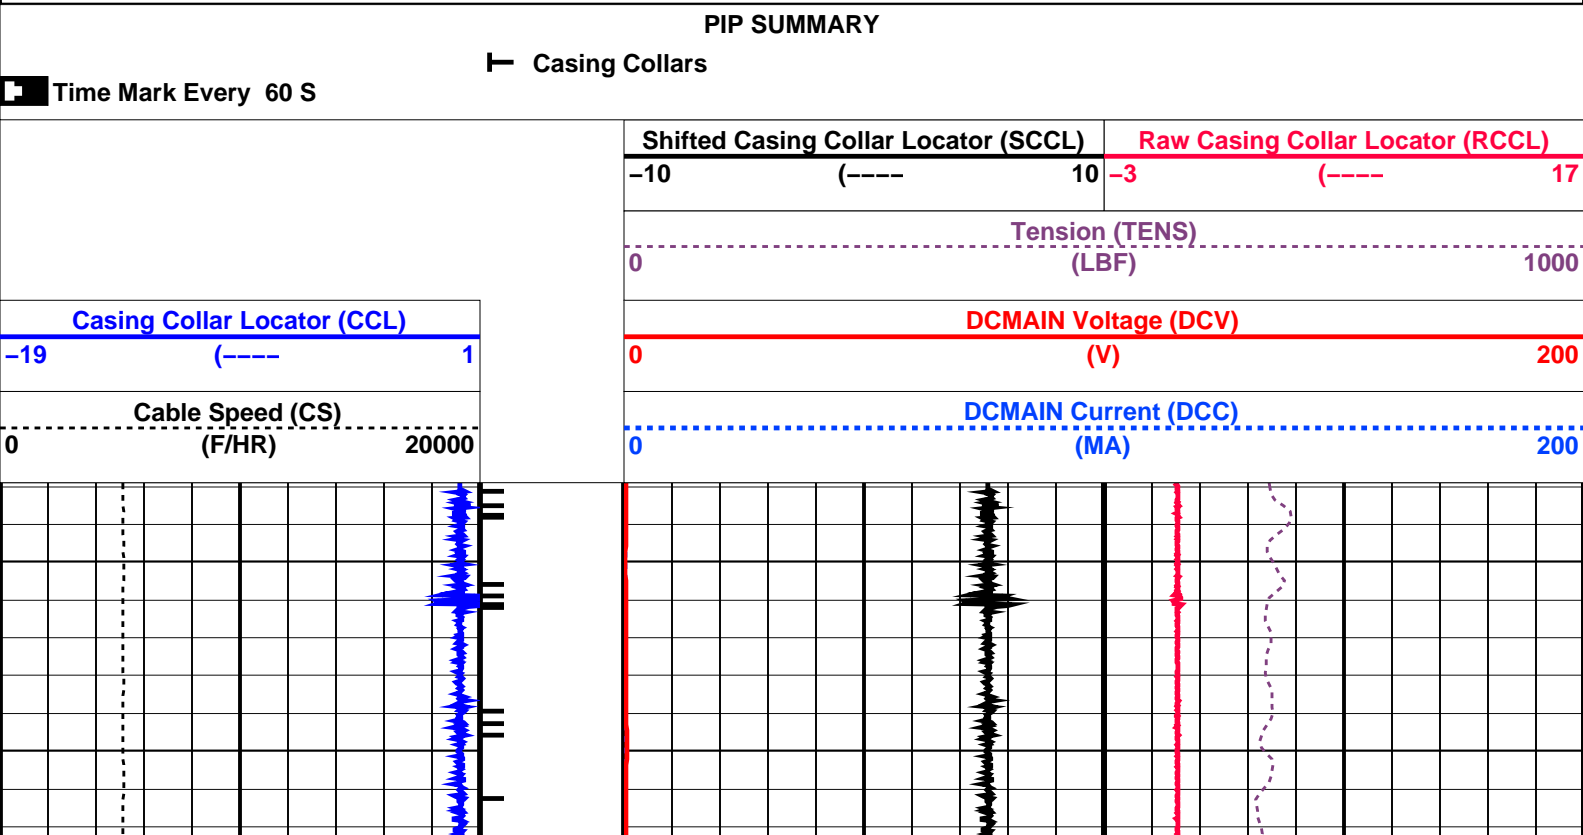 PIP SUMMARY
Casing Collars
Time Mark Every 60 S
Shifted Casing Collar Locator (SCCL)
−10 (−−−− 10
Raw Casing Collar Locator (RCCL)
−3 (−−−− 17
Tension (TENS)
0 (LBF) 1000
Casing Collar Locator (CCL)
−19 (−−−− 1
DCMAIN Voltage (DCV)
0 (V) 200
Cable Speed (CS)
0 (F/HR) 20000
DCMAIN Current (DCC)
0 (MA) 200